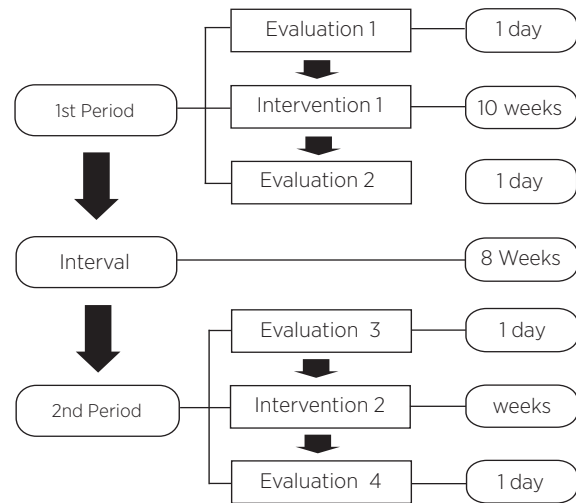 Evaluation 1
1 day
1st Period
Intervention 1
10 weeks
Evaluation 2
1 day
Interval
8 Weeks
Evaluation 3
1 day
2nd Period
Intervention 2
weeks
Evaluation 4
1 day